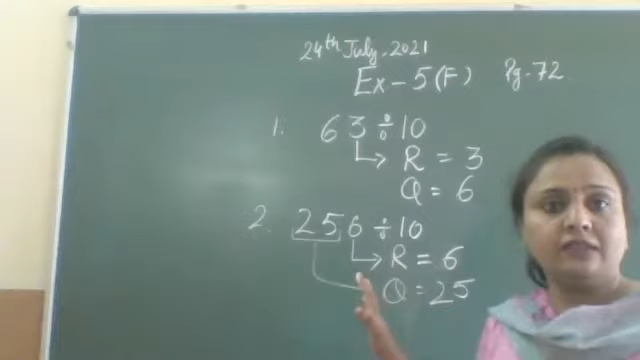 24th July, 2021
Ex - 5(F) Pg. 72
1. 63 ÷ 10
R = 3
Q = 6
2. 256 ÷ 10
R = 6
Q = 25